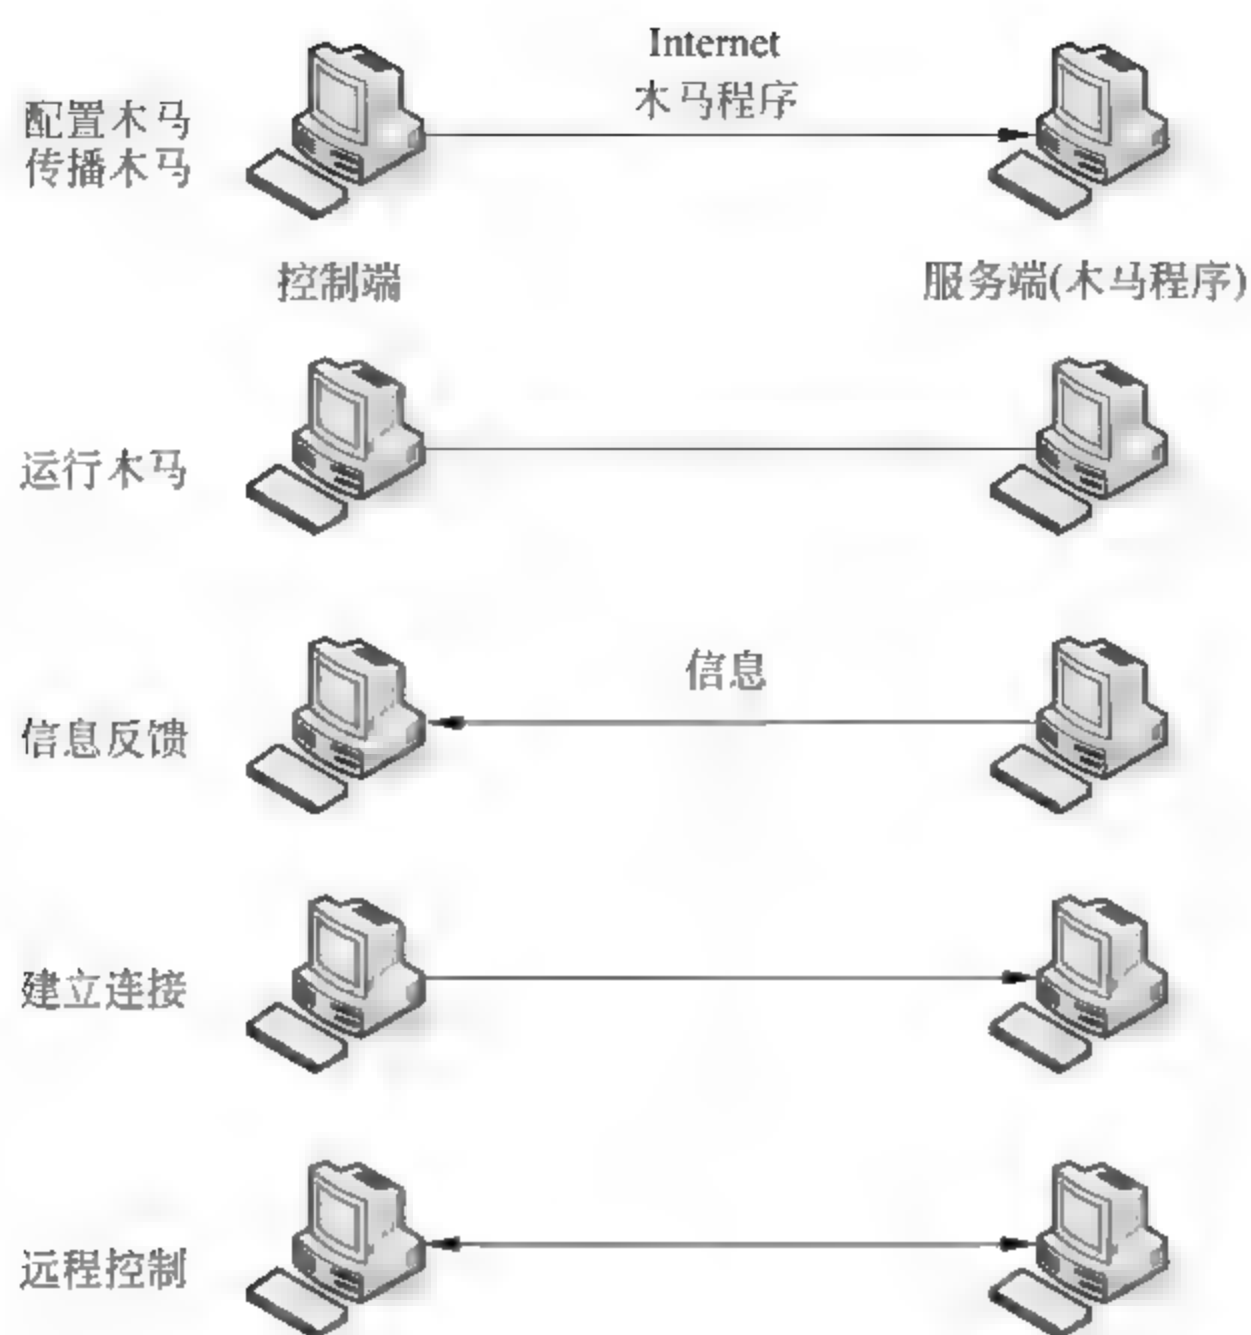 Internet
木马程序
配置木马
传播木马
控制端
服务端(木马程序)
运行木马
信息
信息反馈
建立连接
远程控制